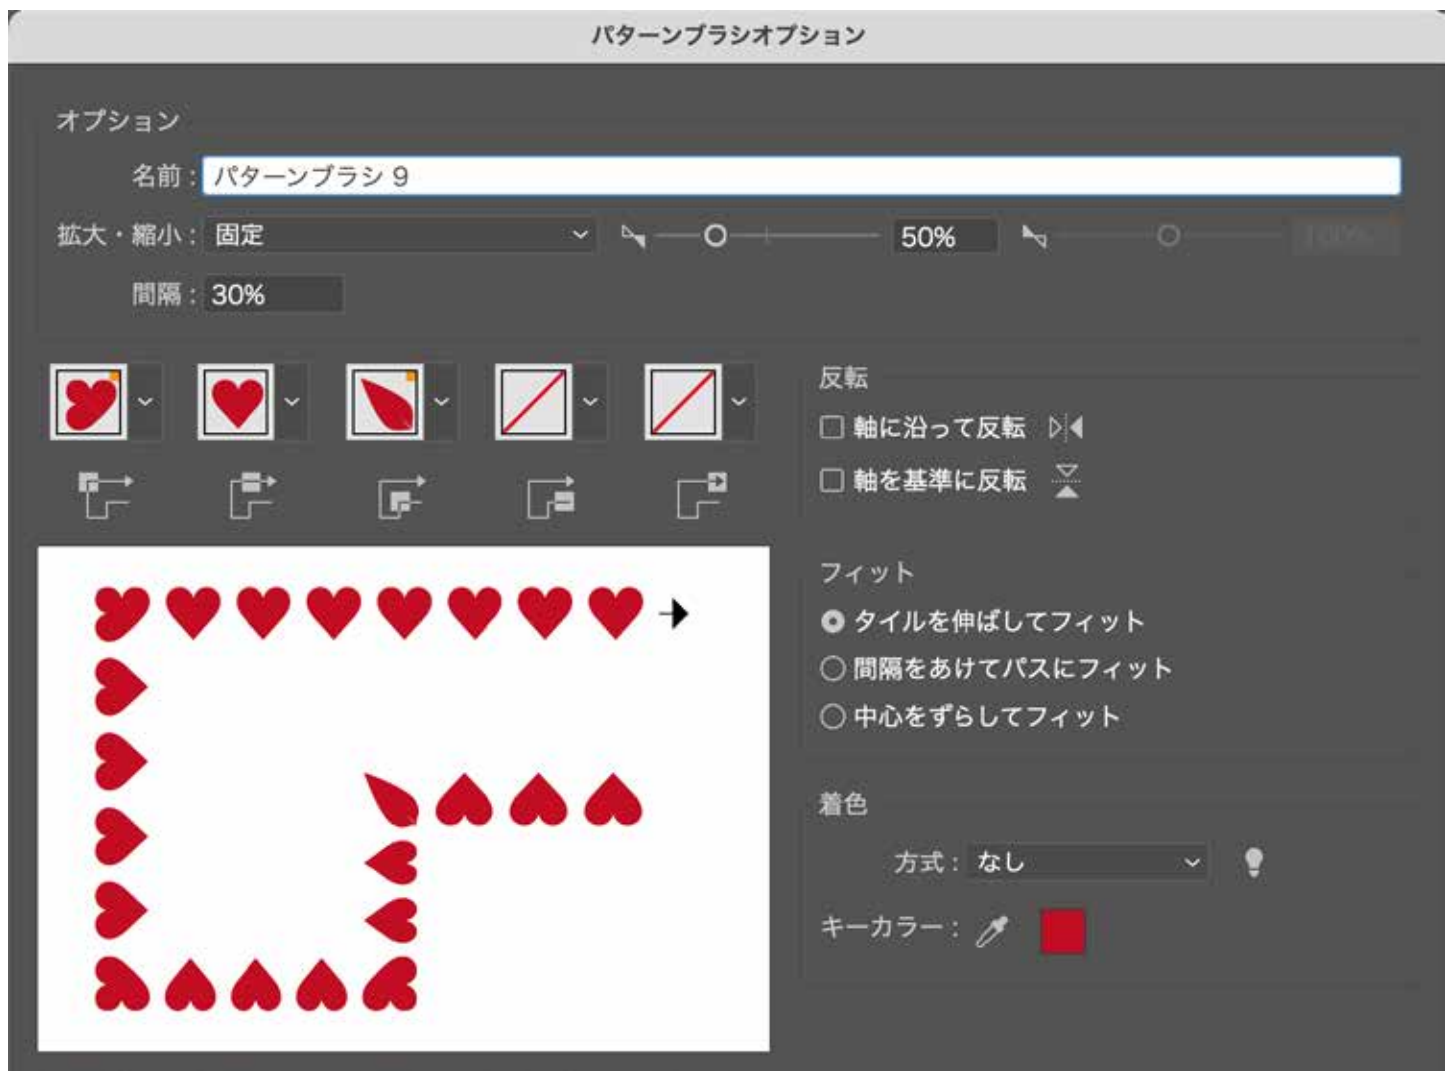 パターンブラシオプション
オプション
名前 : パターンブラシ 9
拡大・縮小 : 固定 50% 100%
間隔 : 30%
反転
軸に沿って反転
軸を基準に反転
フィット
タイルを伸ばしてフィット
間隔をあけてパスにフィット
中心をずらしてフィット
着色
方式 : なし
キーカラー :